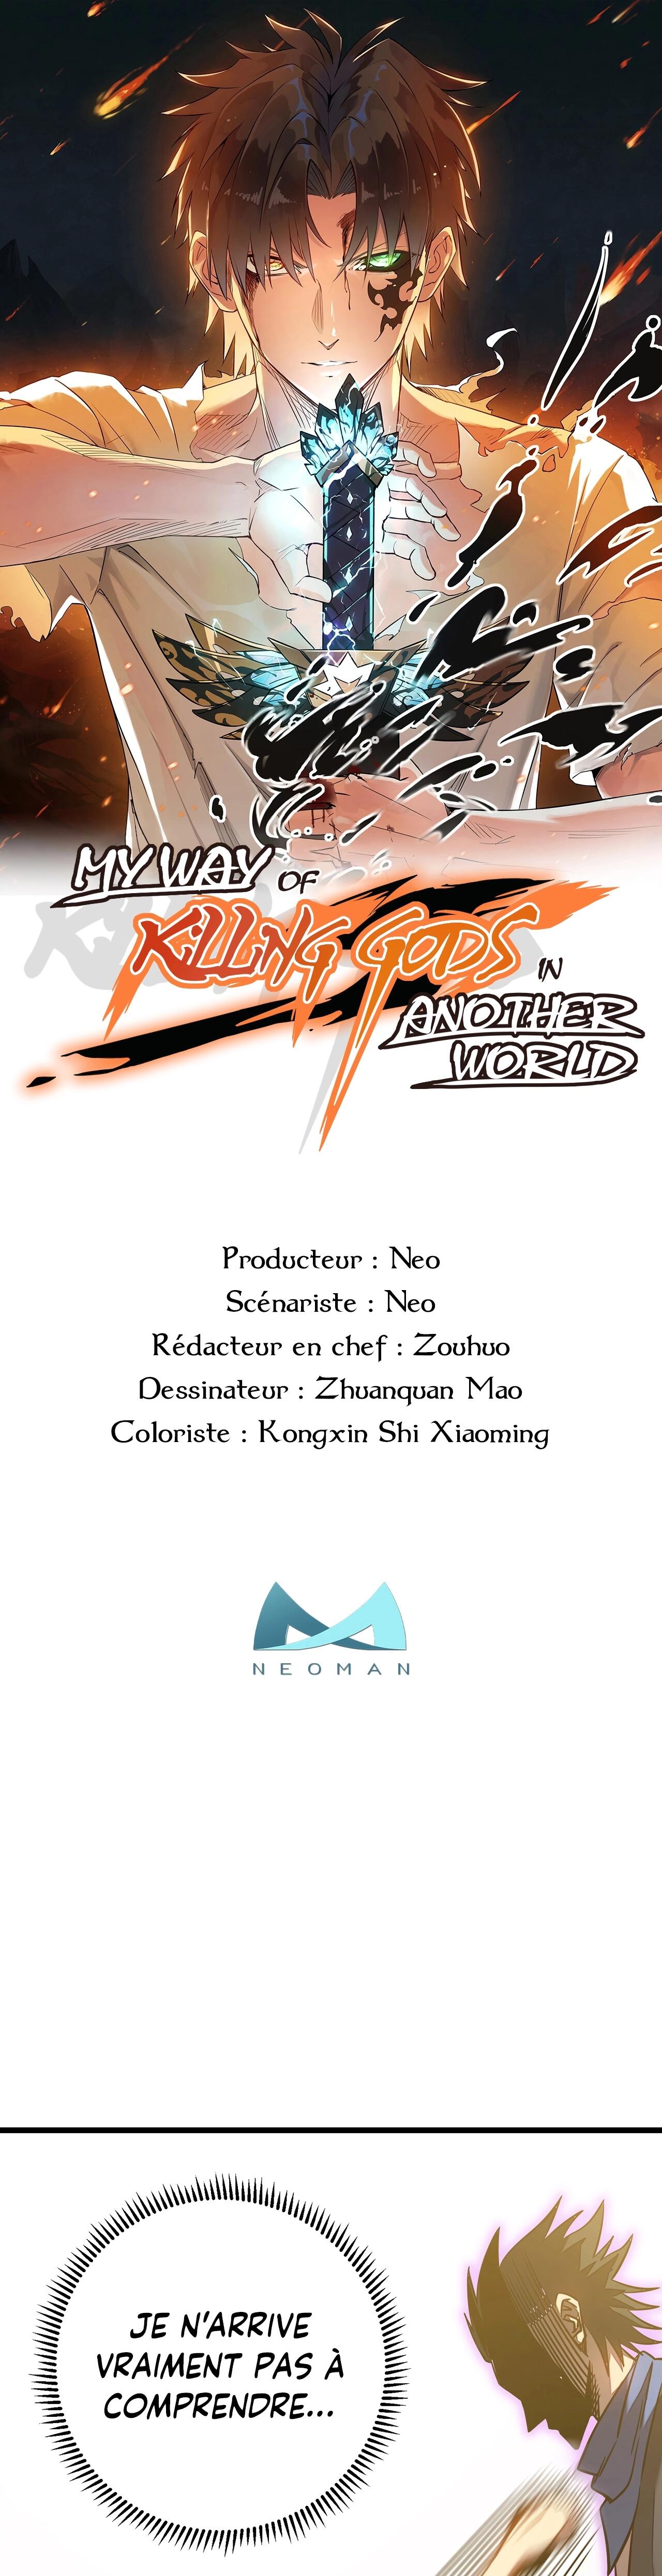 MY WAY OF
KILLING GODS IN
ANOTHER
WORLD
Producteur : Neo
Scénariste : Neo
Rédacteur en chef : Zouhuo
Dessinateur : Zhuanquan Mao
Coloriste : Kongxin Shi Xiaoming
NEOMAN
JE N'ARRIVE
VRAIMENT PAS À
COMPRENDRE...